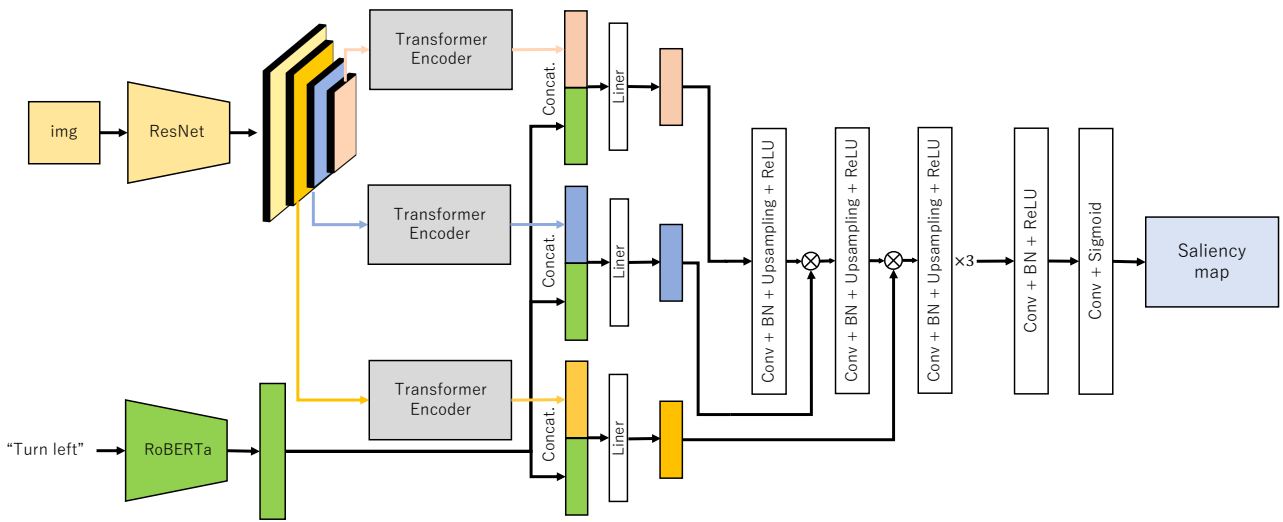 img
ResNet
Transformer
Encoder
Concat.
Liner
Transformer
Encoder
Concat.
Liner
Transformer
Encoder
Concat.
Liner
“Turn left”
RoBERTa
Conv + BN + Upsampling + ReLU
Conv + BN + Upsampling + ReLU
Conv + BN + Upsampling + ReLU
×3
Conv + BN + ReLU
Conv + Sigmoid
Saliency
map